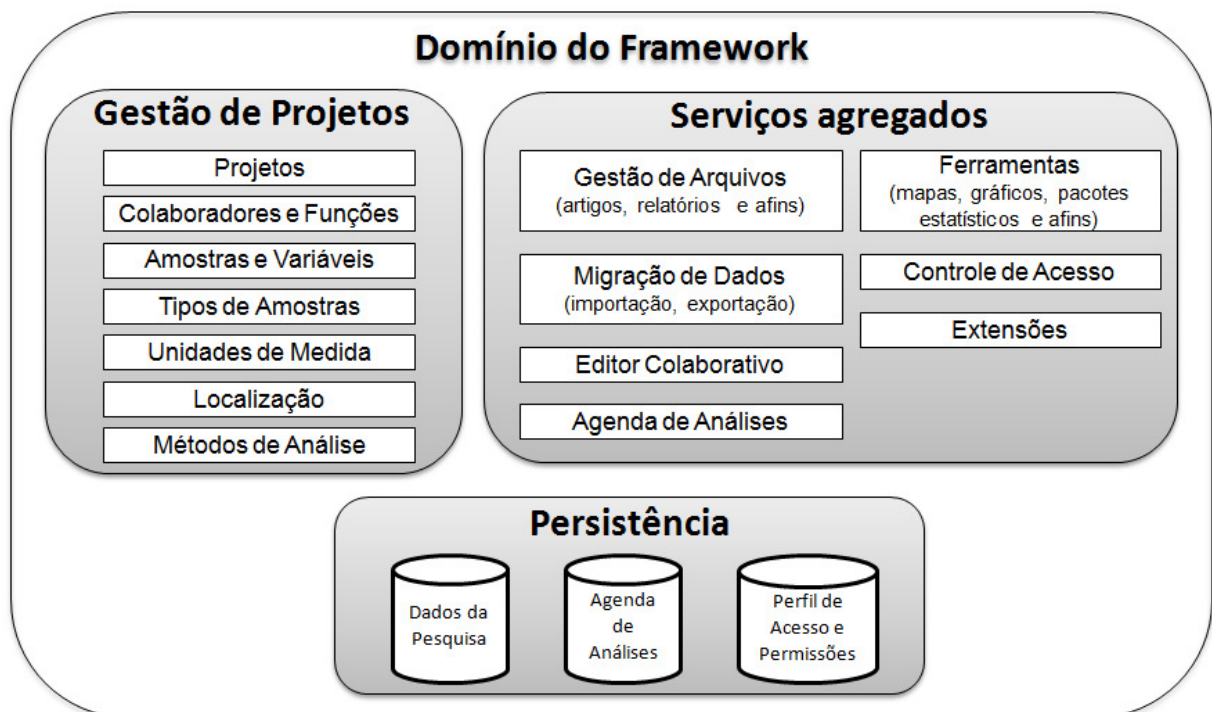 Domínio do Framework
Gestão de Projetos
Projetos
Colaboradores e Funções
Amostras e Variáveis
Tipos de Amostras
Unidades de Medida
Localização
Métodos de Análise
Serviços agregados
Gestão de Arquivos
(artigos, relatórios e afins)
Migração de Dados
(importação, exportação)
Editor Colaborativo
Agenda de Análises
Ferramentas
(mapas, gráficos, pacotes
estatísticos e afins)
Controle de Acesso
Extensões
Persistência
Dados da
Pesquisa
Agenda
de
Análises
Perfil de
Acesso e
Permissões